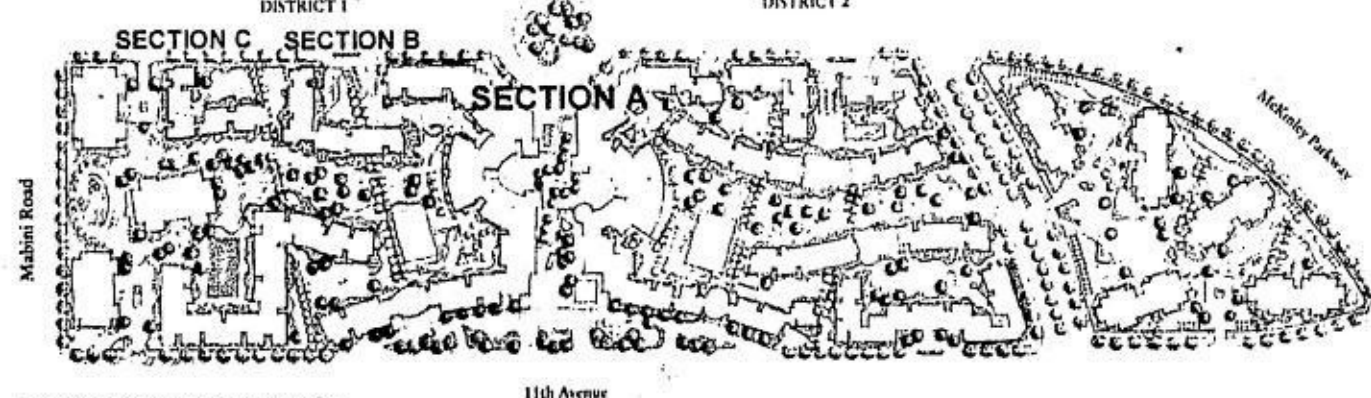 DISTRICT 1
DISTRICT 2
SECTION C
SECTION B
SECTION A
McKinley Parkway
Mabini Road
11th Avenue